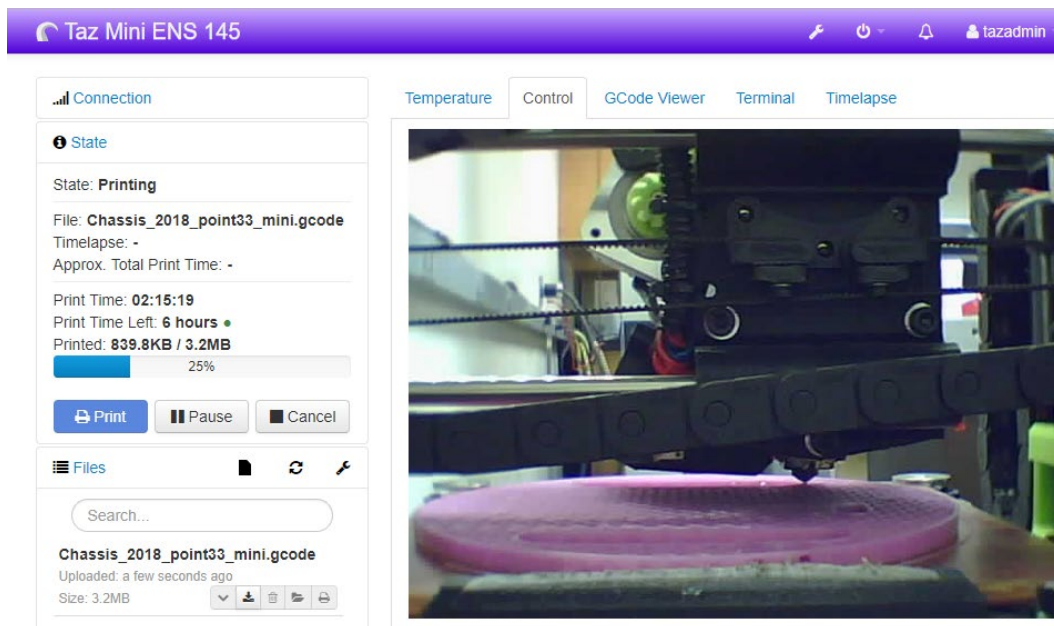 Taz Mini ENS 145
tazadmin
Connection
State
State: Printing
File: Chassis_2018_point33_mini.gcode
Timelapse: -
Approx. Total Print Time: -
Print Time: 02:15:19
Print Time Left: 6 hours
Printed: 839.8KB / 3.2MB
25%
Print Pause Cancel
Files
Search...
Chassis_2018_point33_mini.gcode
Uploaded: a few seconds ago
Size: 3.2MB
Temperature Control GCode Viewer Terminal Timelapse